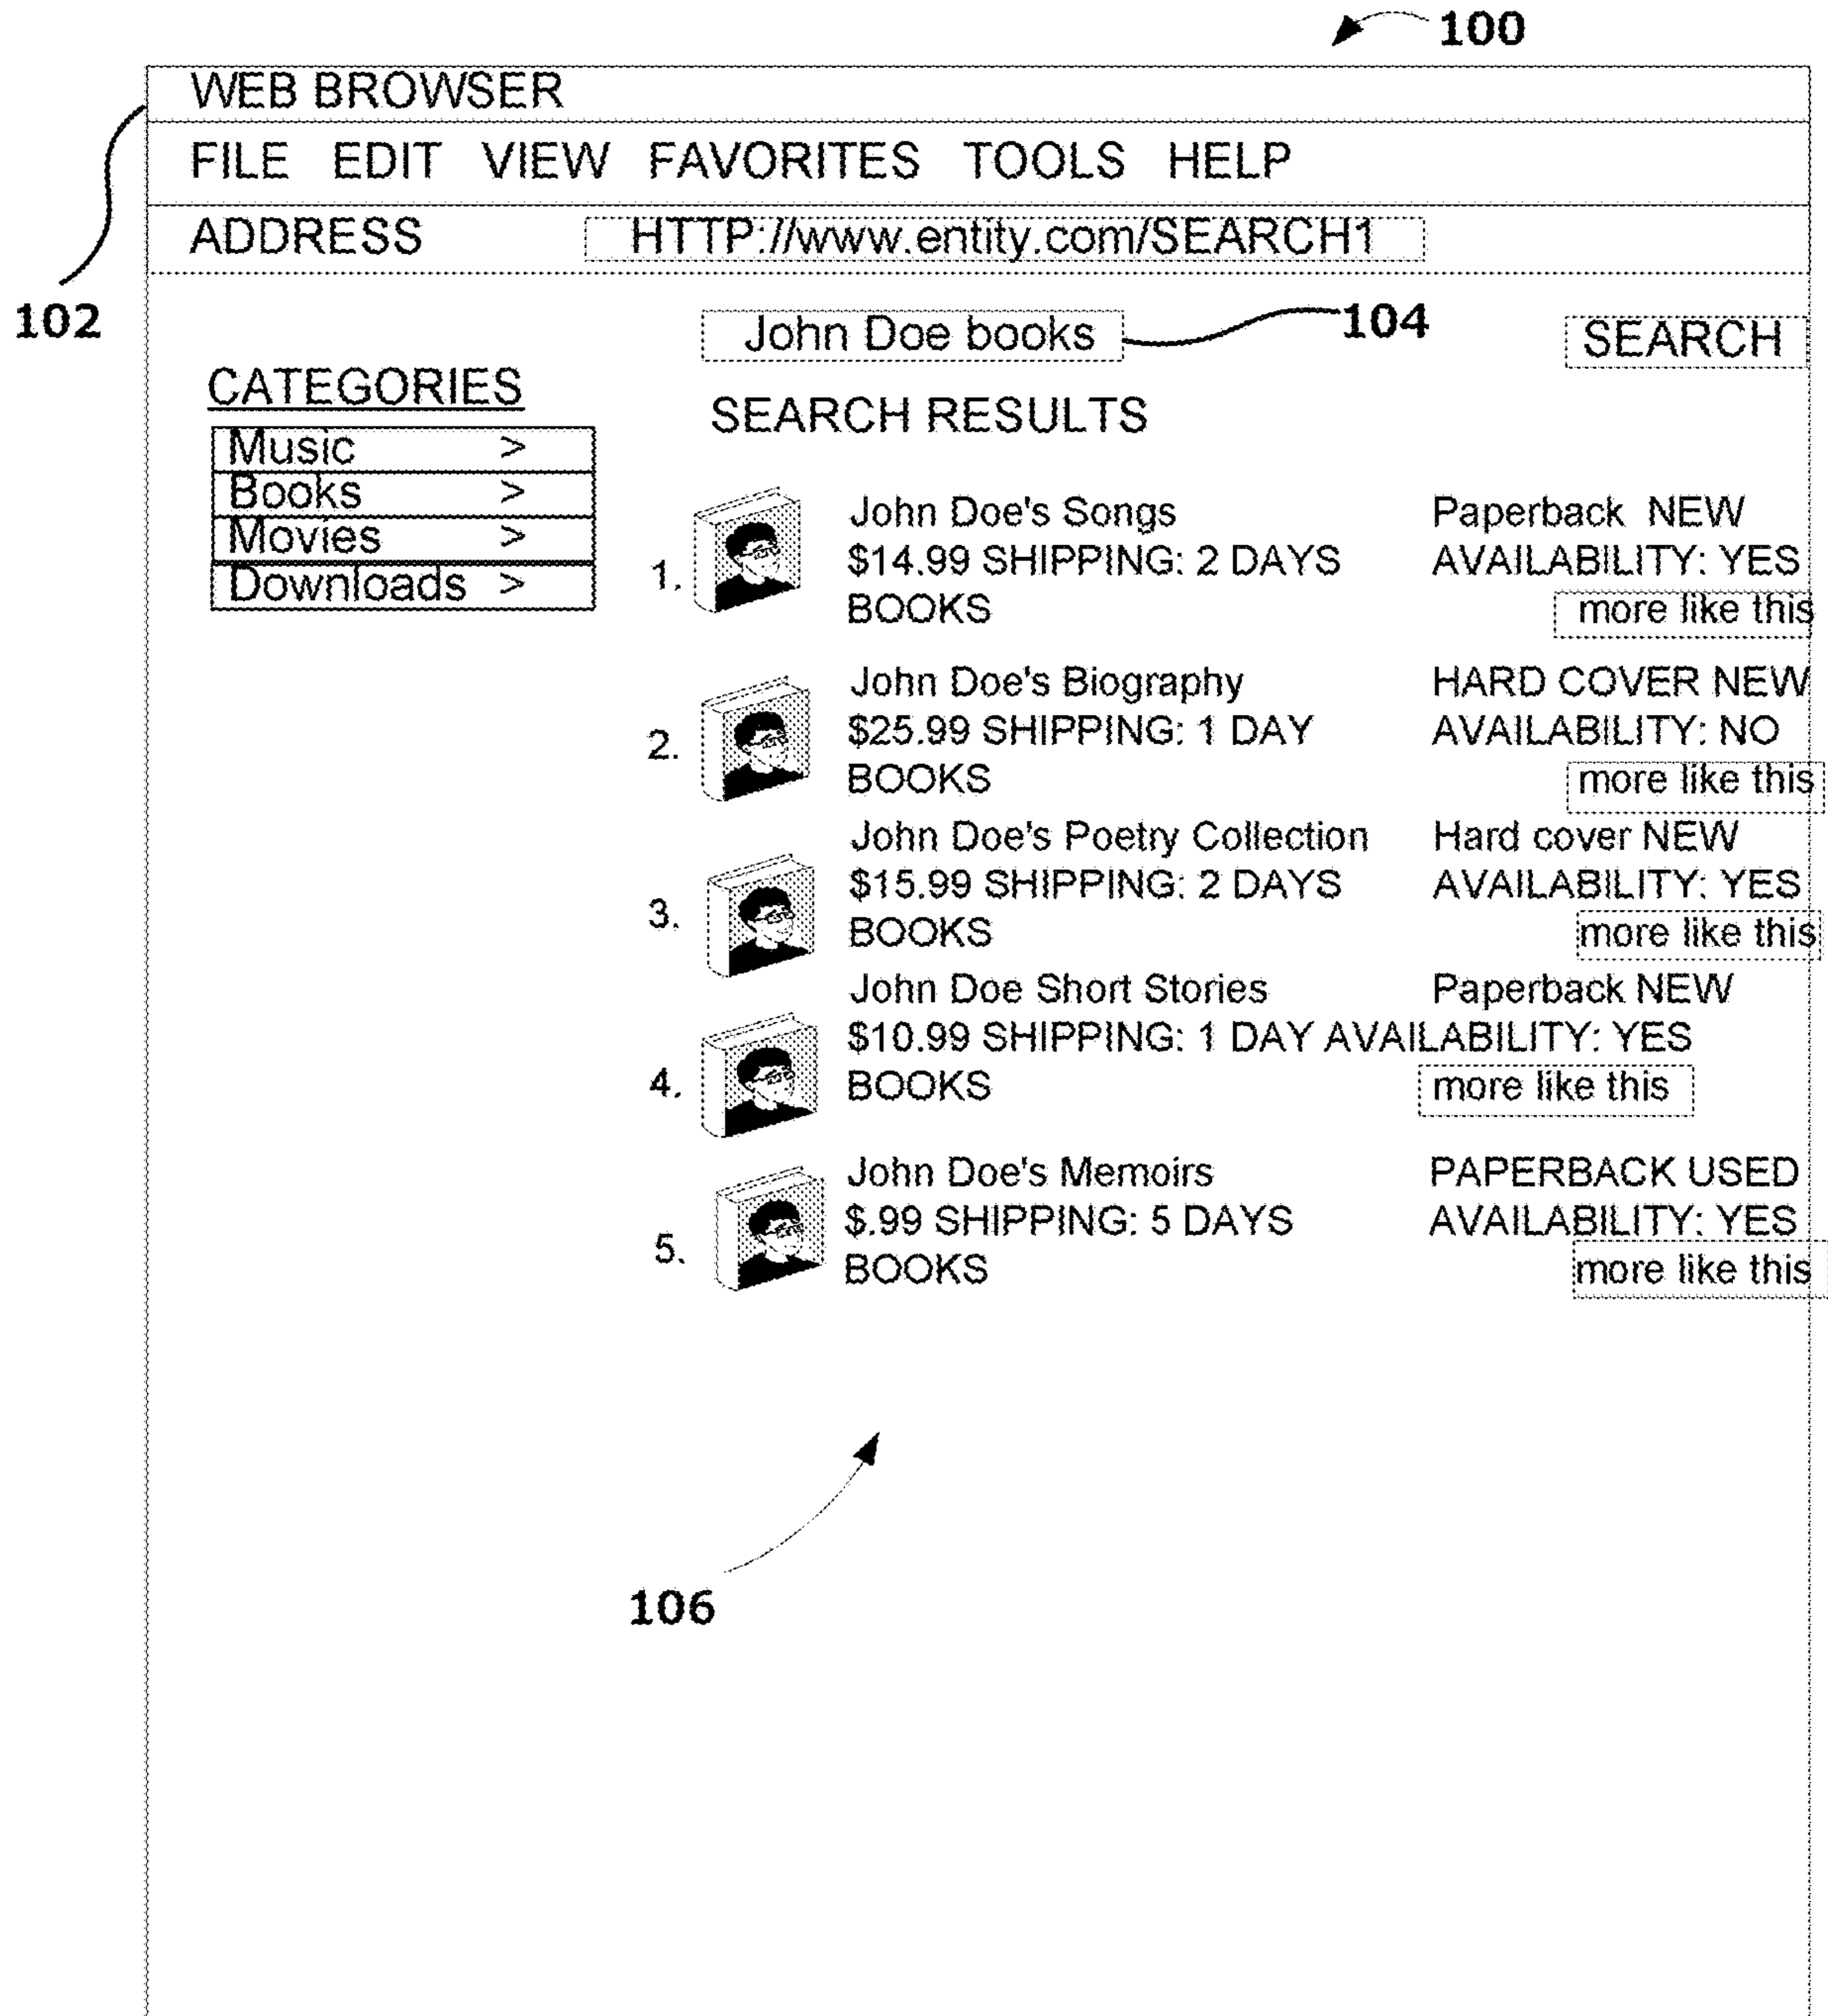 100
WEB BROWSER
FILE EDIT VIEW FAVORITES TOOLS HELP
ADDRESS HTTP://www.entity.com/SEARCH1
102
John Doe books 104 SEARCH
CATEGORIES
Music >
Books >
Movies >
Downloads >
SEARCH RESULTS
1.
John Doe's Songs Paperback NEW
$14.99 SHIPPING: 2 DAYS AVAILABILITY: YES
BOOKS more like this
2.
John Doe's Biography HARD COVER NEW
$25.99 SHIPPING: 1 DAY AVAILABILITY: NO
BOOKS more like this
3.
John Doe's Poetry Collection Hard cover NEW
$15.99 SHIPPING: 2 DAYS AVAILABILITY: YES
BOOKS more like this
4.
John Doe Short Stories Paperback NEW
$10.99 SHIPPING: 1 DAY AVAILABILITY: YES
BOOKS more like this
5.
John Doe's Memoirs PAPERBACK USED
$.99 SHIPPING: 5 DAYS AVAILABILITY: YES
BOOKS more like this
106